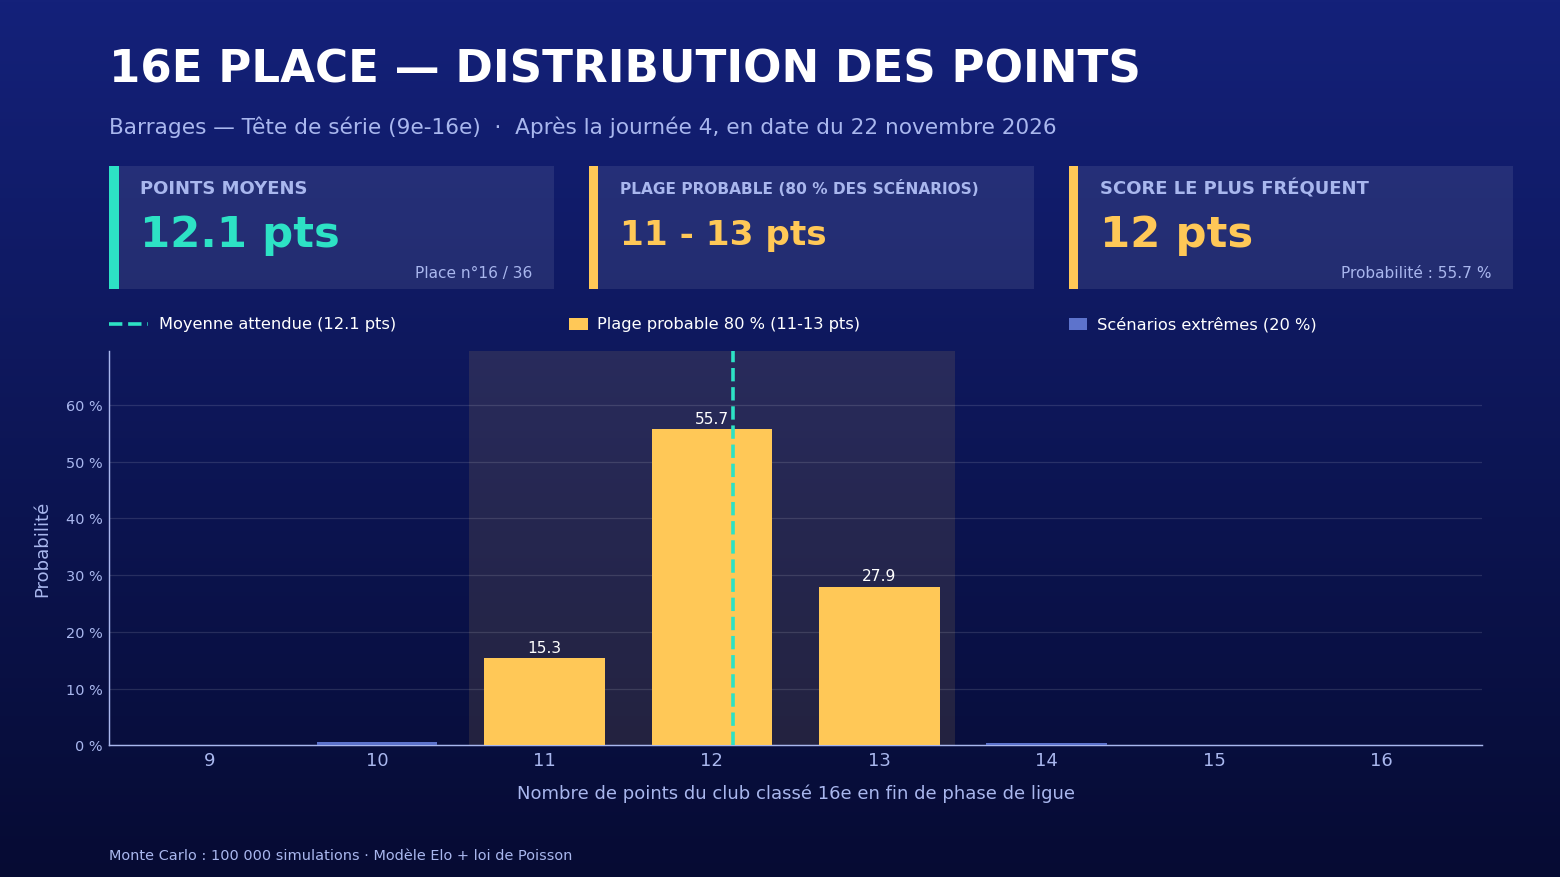 16E PLACE — DISTRIBUTION DES POINTS
Barrages — Tête de série (9e-16e) · Après la journée 4, en date du 22 novembre 2026
POINTS MOYENS
12.1 pts
Place n°16 / 36
PLAGE PROBABLE (80 % DES SCÉNARIOS)
11 - 13 pts
SCORE LE PLUS FRÉQUENT
12 pts
Probabilité : 55.7 %
Moyenne attendue (12.1 pts)
Plage probable 80 % (11-13 pts)
Scénarios extrêmes (20 %)
Probabilité
60 %
50 %
40 %
30 %
20 %
10 %
0 %
15.3
55.7
27.9
9 10 11 12 13 14 15 16
Nombre de points du club classé 16e en fin de phase de ligue
Monte Carlo : 100 000 simulations · Modèle Elo + loi de Poisson